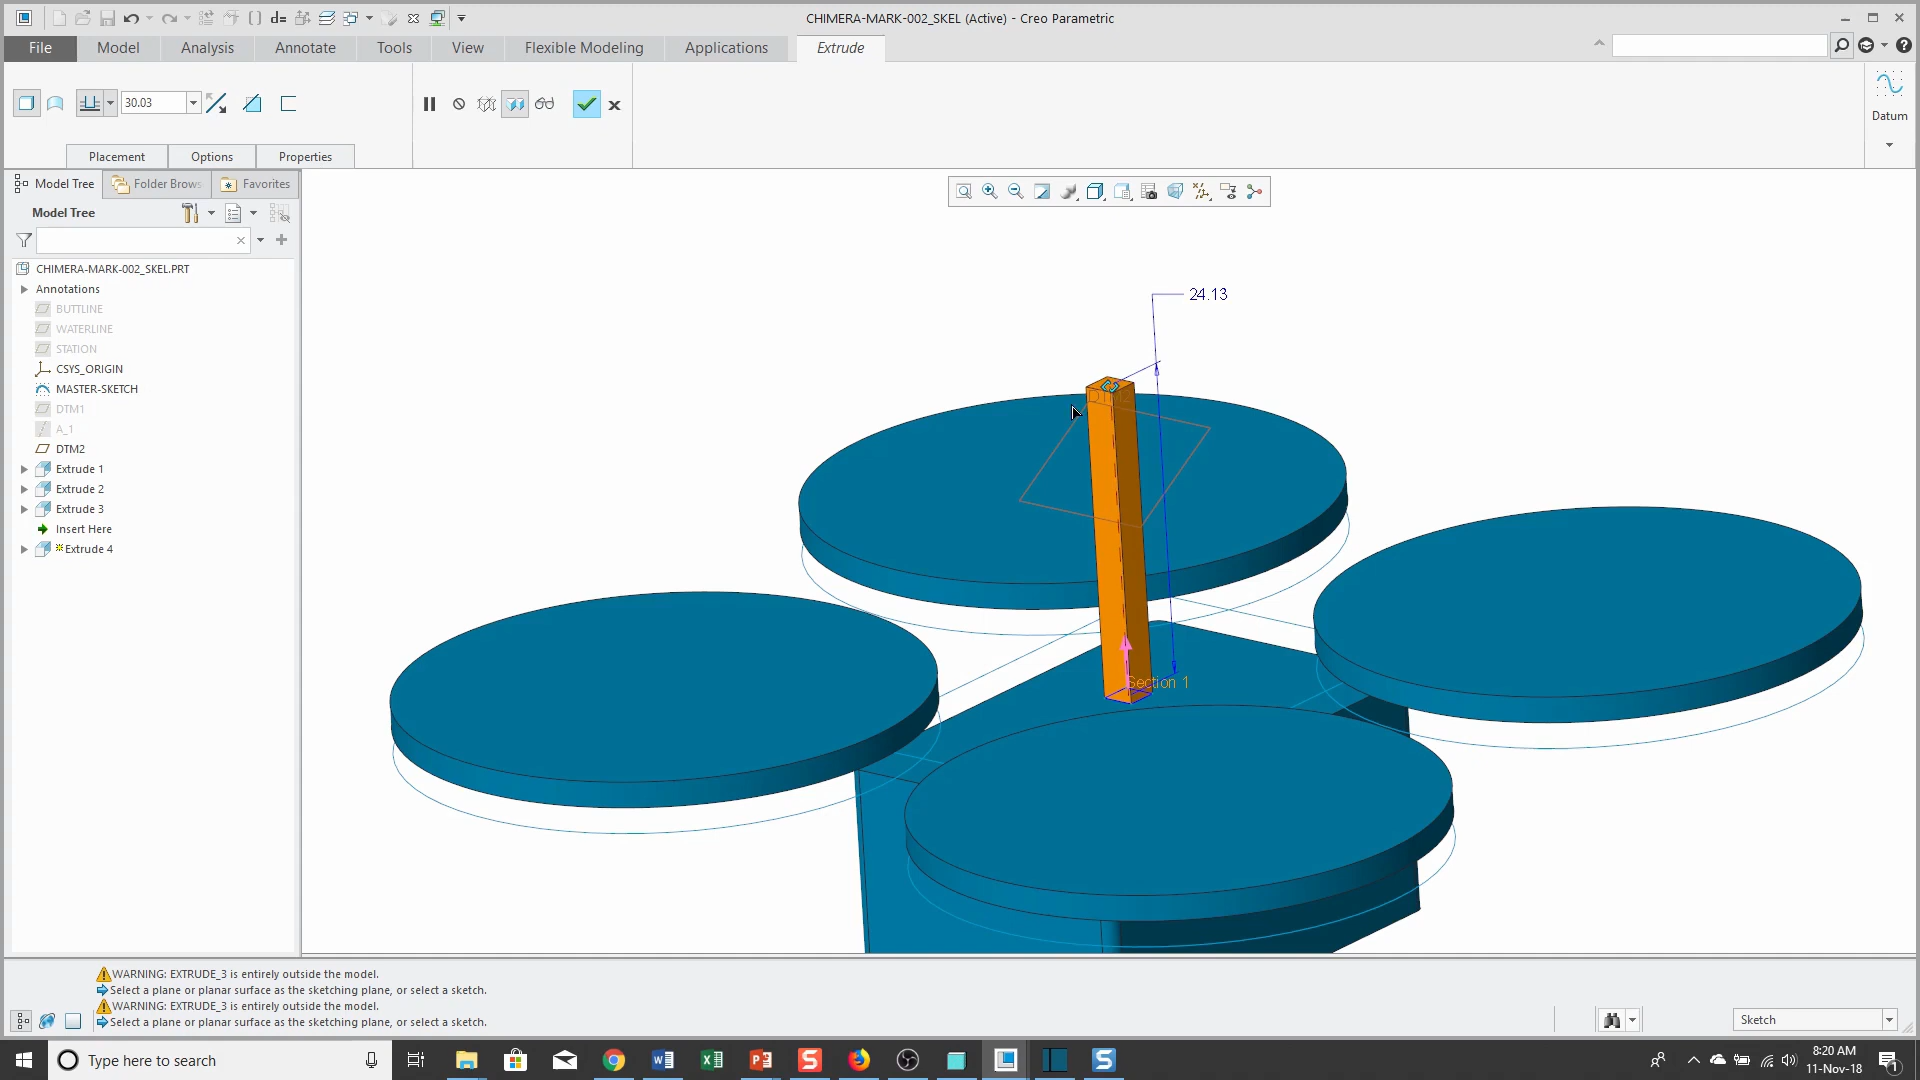 CHIMERA-MARK-002_SKEL (Active) - Creo Parametric
File Model Analysis Annotate Tools View Flexible Modeling Applications Extrude
30.03
Datum
Placement Options Properties
Model Tree Folder Brows Favorites
Model Tree
CHIMERA-MARK-002_SKEL.PRT
Annotations
BUTTLINE
WATERLINE
STATION
CSYS_ORIGIN
MASTER-SKETCH
DTM1
A_1
DTM2
Extrude 1
Extrude 2
Extrude 3
Insert Here
Extrude 4
24.13
Section 1
WARNING: EXTRUDE_3 is entirely outside the model.
Select a plane or planar surface as the sketching plane, or select a sketch.
WARNING: EXTRUDE_3 is entirely outside the model.
Select a plane or planar surface as the sketching plane, or select a sketch.
Sketch
Type here to search
8:20 AM
11-Nov-18